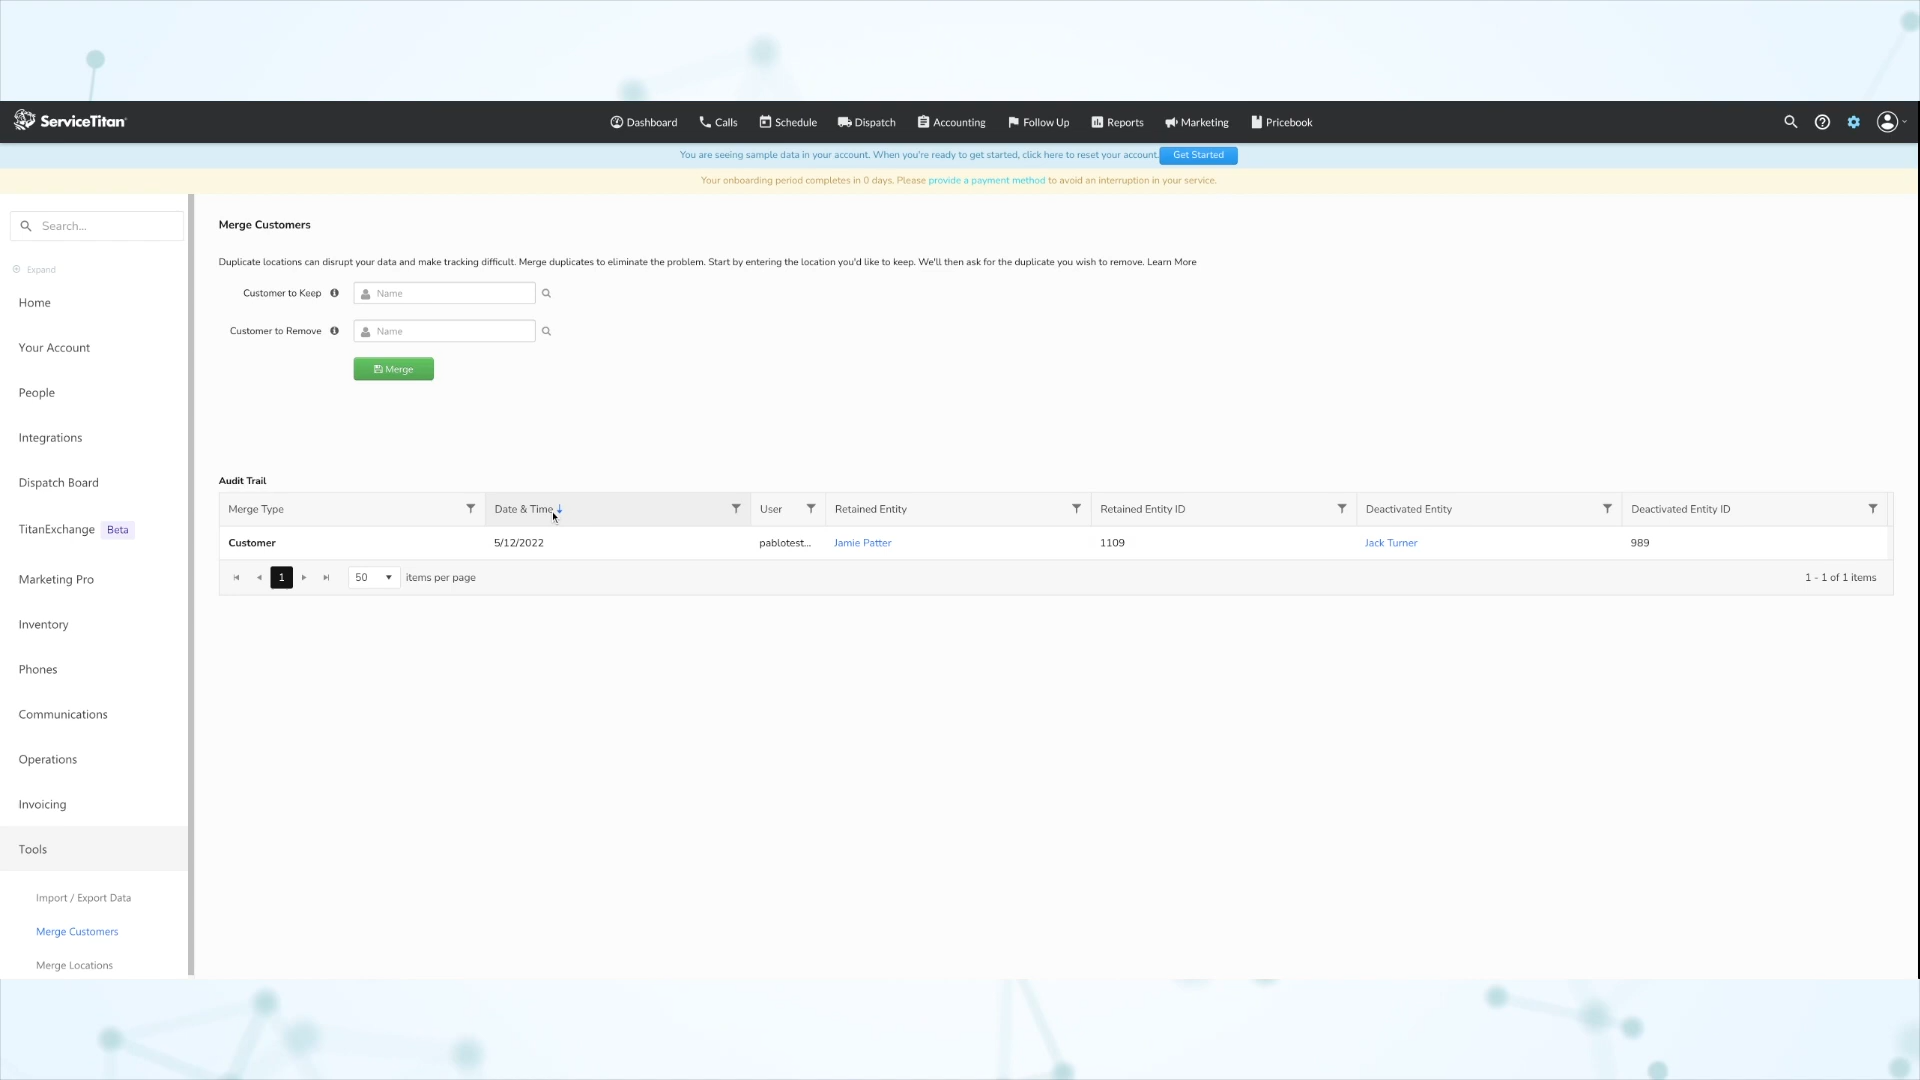 ServiceTitan
Dashboard Calls Schedule Dispatch Accounting Follow Up Reports Marketing Pricebook
You are seeing sample data in your account. When you're ready to get started, click here to reset your account. Get Started
Your onboarding period completes in 0 days. Please provide a payment method to avoid an interruption in your service.
Search...
Expand
Home
Your Account
People
Integrations
Dispatch Board
TitanExchange Beta
Marketing Pro
Inventory
Phones
Communications
Operations
Invoicing
Tools
Import / Export Data
Merge Customers
Merge Locations
Merge Customers
Duplicate locations can disrupt your data and make tracking difficult. Merge duplicates to eliminate the problem. Start by entering the location you'd like to keep. We'll then ask for the duplicate you wish to remove. Learn More
Customer to Keep Name
Customer to Remove Name
Merge
Audit Trail
Merge Type Date & Time User Retained Entity Retained Entity ID Deactivated Entity Deactivated Entity ID
Customer 5/12/2022 pablotest... Jamie Patter 1109 Jack Turner 989
1 50 items per page 1 - 1 of 1 items